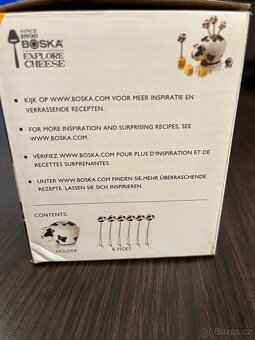 SINCE 1896
BOSKA
EXPLORE
CHEESE
• KIJK OP WWW.BOSKA.COM VOOR MEER INSPIRATIE EN
VERRASSENDE RECEPTEN.
• FOR MORE INSPIRATION AND SURPRISING RECIPES, SEE
WWW.BOSKA.COM.
• VÉRIFIEZ WWW.BOSKA.COM POUR PLUS D'INSPIRATION ET
DE RECETTES SURPRENANTES.
• UNTER WWW.BOSKA.COM FINDEN SIE/MEHR ÜBERRASCHENDE
REZEPTE. LASSEN SIE SICH INSPIRIEREN.
CONTENTS:
HOLDER
6 PICKS
Bazoš.cz